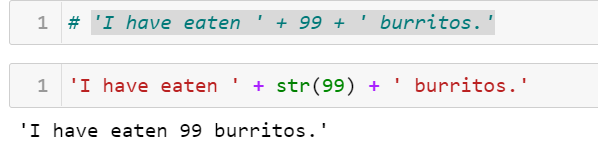 1 # 'I have eaten ' + 99 + ' burritos.'
1 'I have eaten ' + str(99) + ' burritos.'
'I have eaten 99 burritos.'